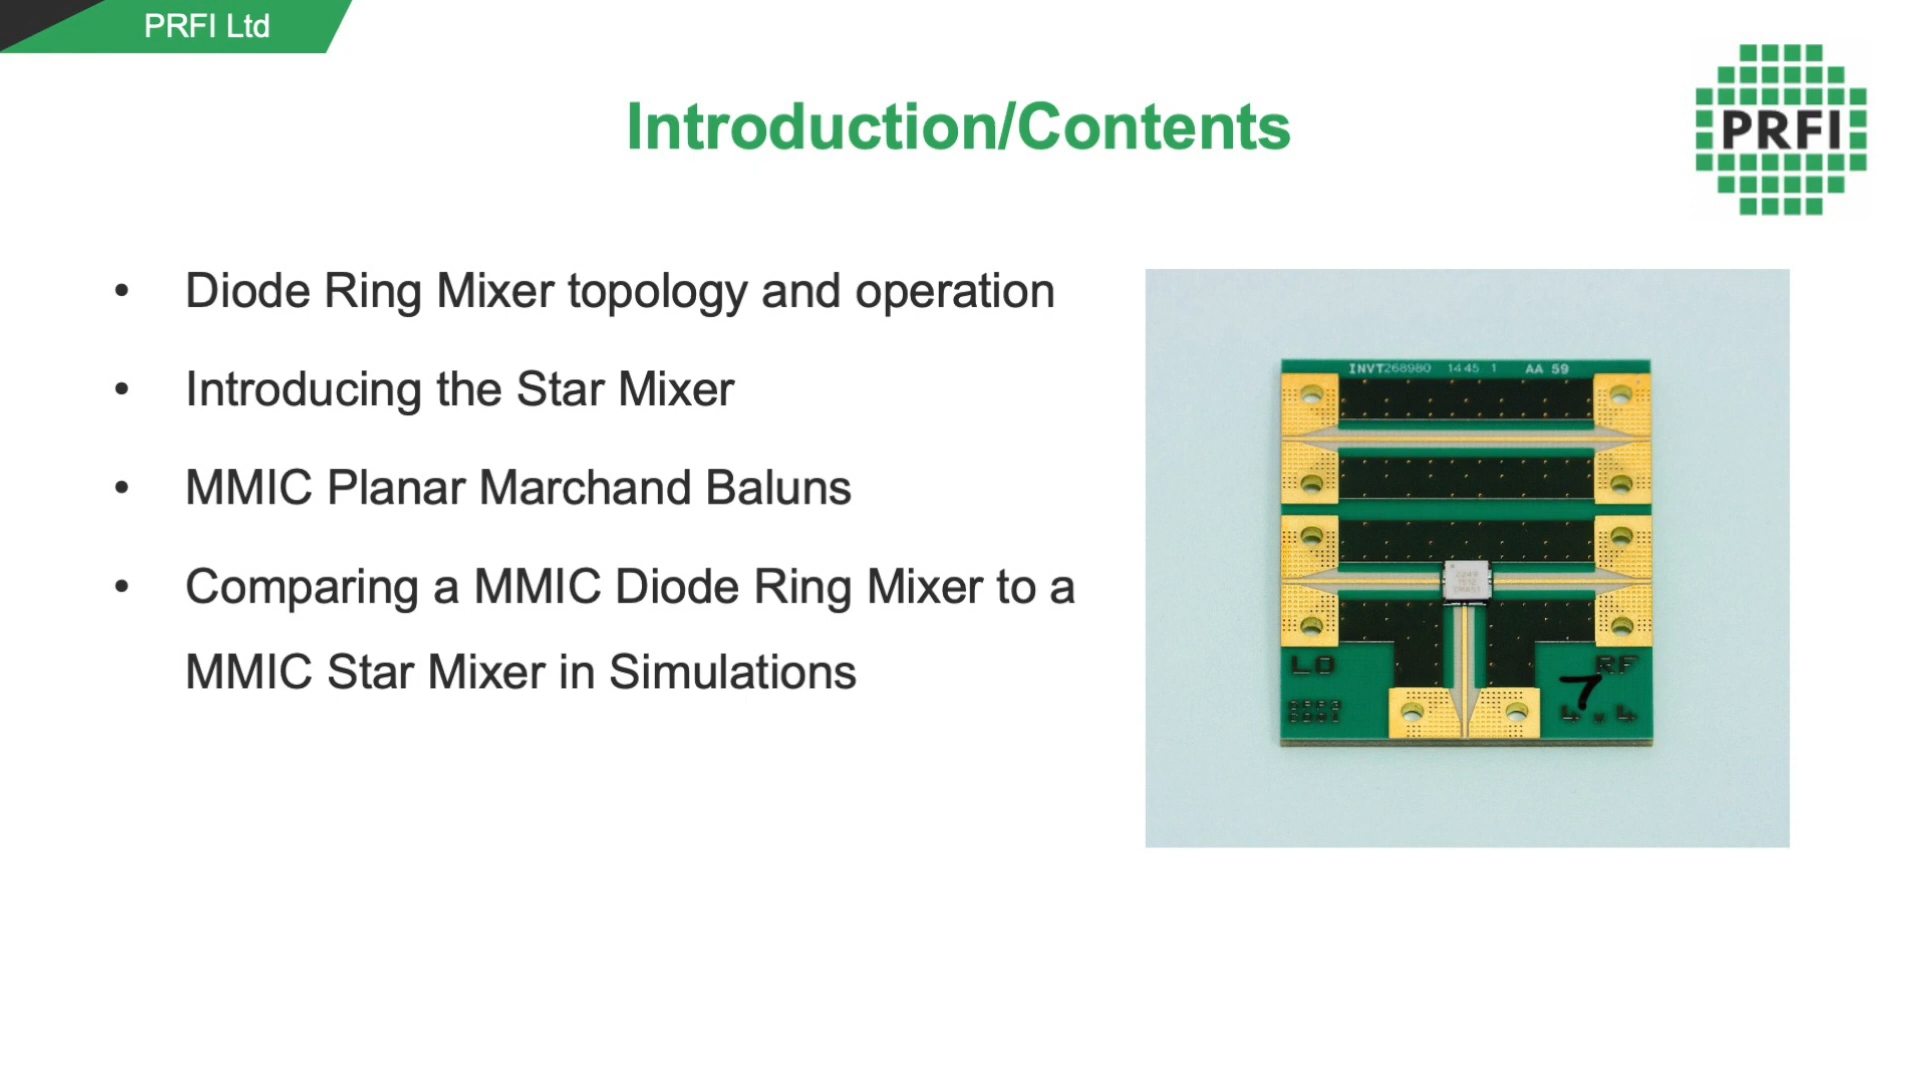 PRFI Ltd
Introduction/Contents
PRFI
• Diode Ring Mixer topology and operation
• Introducing the Star Mixer
• MMIC Planar Marchand Baluns
• Comparing a MMIC Diode Ring Mixer to a
MMIC Star Mixer in Simulations
INVT268980 1445 1 AA 59
LO
RF
7
4.4